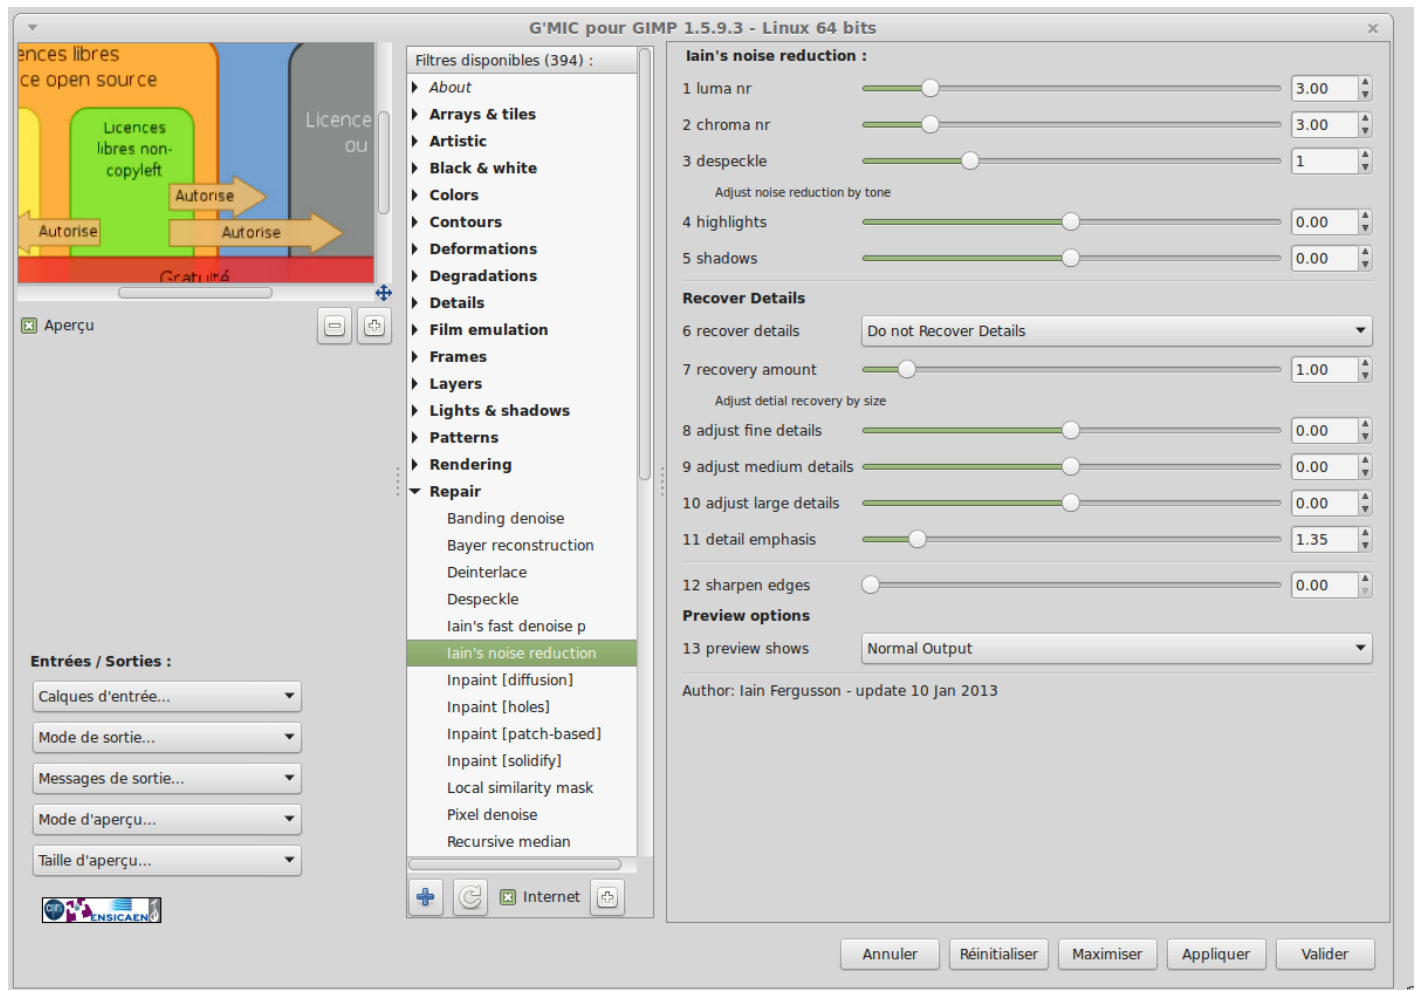 G'MIC pour GIMP 1.5.9.3 - Linux 64 bits
ences libres
ce open source
Licences
libres non-
copyleft
Licence
ou
Autorise
Autorise
Autorise
Gratuité
Aperçu
Entrées / Sorties :
Calques d'entrée...
Mode de sortie...
Messages de sortie...
Mode d'aperçu...
Taille d'aperçu...
cnrs
ENSICAEN
Filtres disponibles (394) :
About
Arrays & tiles
Artistic
Black & white
Colors
Contours
Deformations
Degradations
Details
Film emulation
Frames
Layers
Lights & shadows
Patterns
Rendering
Repair
Banding denoise
Bayer reconstruction
Deinterlace
Despeckle
Iain's fast denoise p
Iain's noise reduction
Inpaint [diffusion]
Inpaint [holes]
Inpaint [patch-based]
Inpaint [solidify]
Local similarity mask
Pixel denoise
Recursive median
Internet
Iain's noise reduction :
1 luma nr 3.00
2 chroma nr 3.00
3 despeckle 1
Adjust noise reduction by tone
4 highlights 0.00
5 shadows 0.00
Recover Details
6 recover details Do not Recover Details
7 recovery amount 1.00
Adjust detial recovery by size
8 adjust fine details 0.00
9 adjust medium details 0.00
10 adjust large details 0.00
11 detail emphasis 1.35
12 sharpen edges 0.00
Preview options
13 preview shows Normal Output
Author: Iain Fergusson - update 10 Jan 2013
Annuler Réinitialiser Maximiser Appliquer Valider